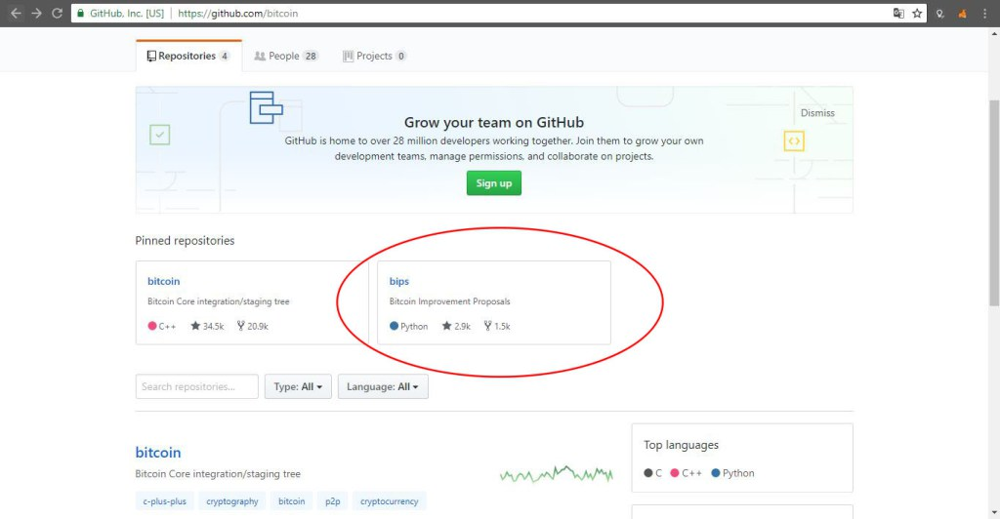 GitHub, Inc. [US] | https://github.com/bitcoin
Repositories 4 People 28 Projects 0
Dismiss
Grow your team on GitHub
GitHub is home to over 28 million developers working together. Join them to grow your own
development teams, manage permissions, and collaborate on projects.
Sign up
Pinned repositories
bitcoin
Bitcoin Core integration/staging tree
C++ 34.5k 20.9k
bips
Bitcoin Improvement Proposals
Python 2.9k 1.5k
Search repositories...
Type: All
Language: All
bitcoin
Bitcoin Core integration/staging tree
c-plus-plus cryptography bitcoin p2p cryptocurrency
Top languages
C C++ Python